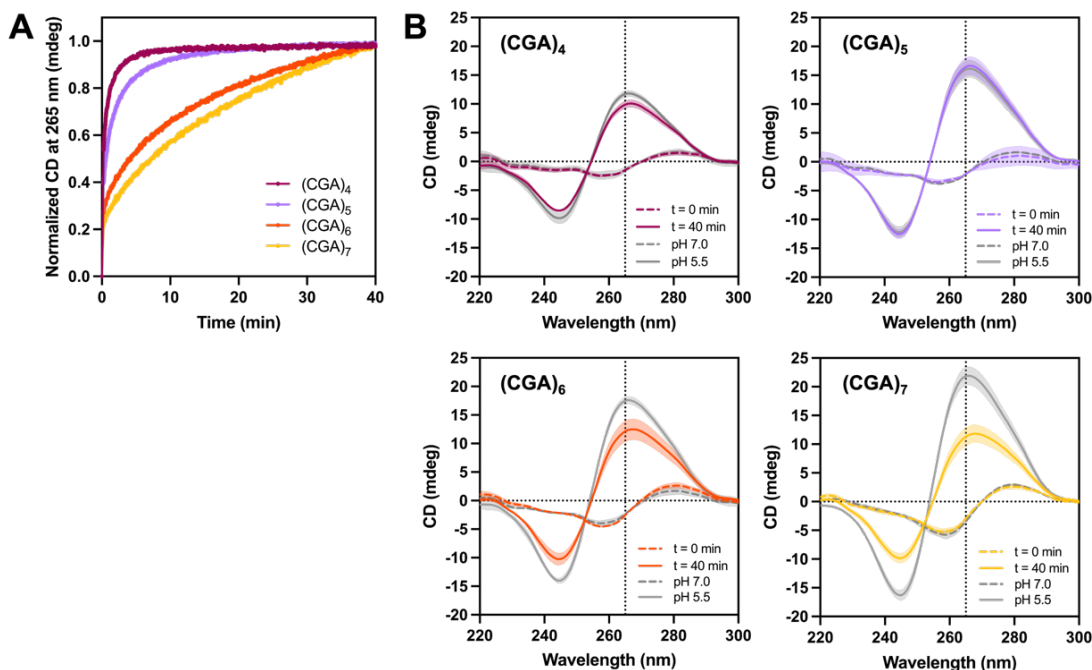 A
Normalized CD at 265 nm (mdeg)
1.0
0.8
0.6
0.4
0.2
0.0
(CGA)4
(CGA)5
(CGA)6
(CGA)7
0 10 20 30 40
Time (min)
B
(CGA)4
CD (mdeg)
25
20
15
10
5
0
-5
-10
-15
-20
t = 0 min
t = 40 min
pH 7.0
pH 5.5
220 240 260 280 300
Wavelength (nm)
(CGA)5
CD (mdeg)
25
20
15
10
5
0
-5
-10
-15
-20
t = 0 min
t = 40 min
pH 7.0
pH 5.5
220 240 260 280 300
Wavelength (nm)
(CGA)6
CD (mdeg)
25
20
15
10
5
0
-5
-10
-15
-20
t = 0 min
t = 40 min
pH 7.0
pH 5.5
220 240 260 280 300
Wavelength (nm)
(CGA)7
CD (mdeg)
25
20
15
10
5
0
-5
-10
-15
-20
t = 0 min
t = 40 min
pH 7.0
pH 5.5
220 240 260 280 300
Wavelength (nm)